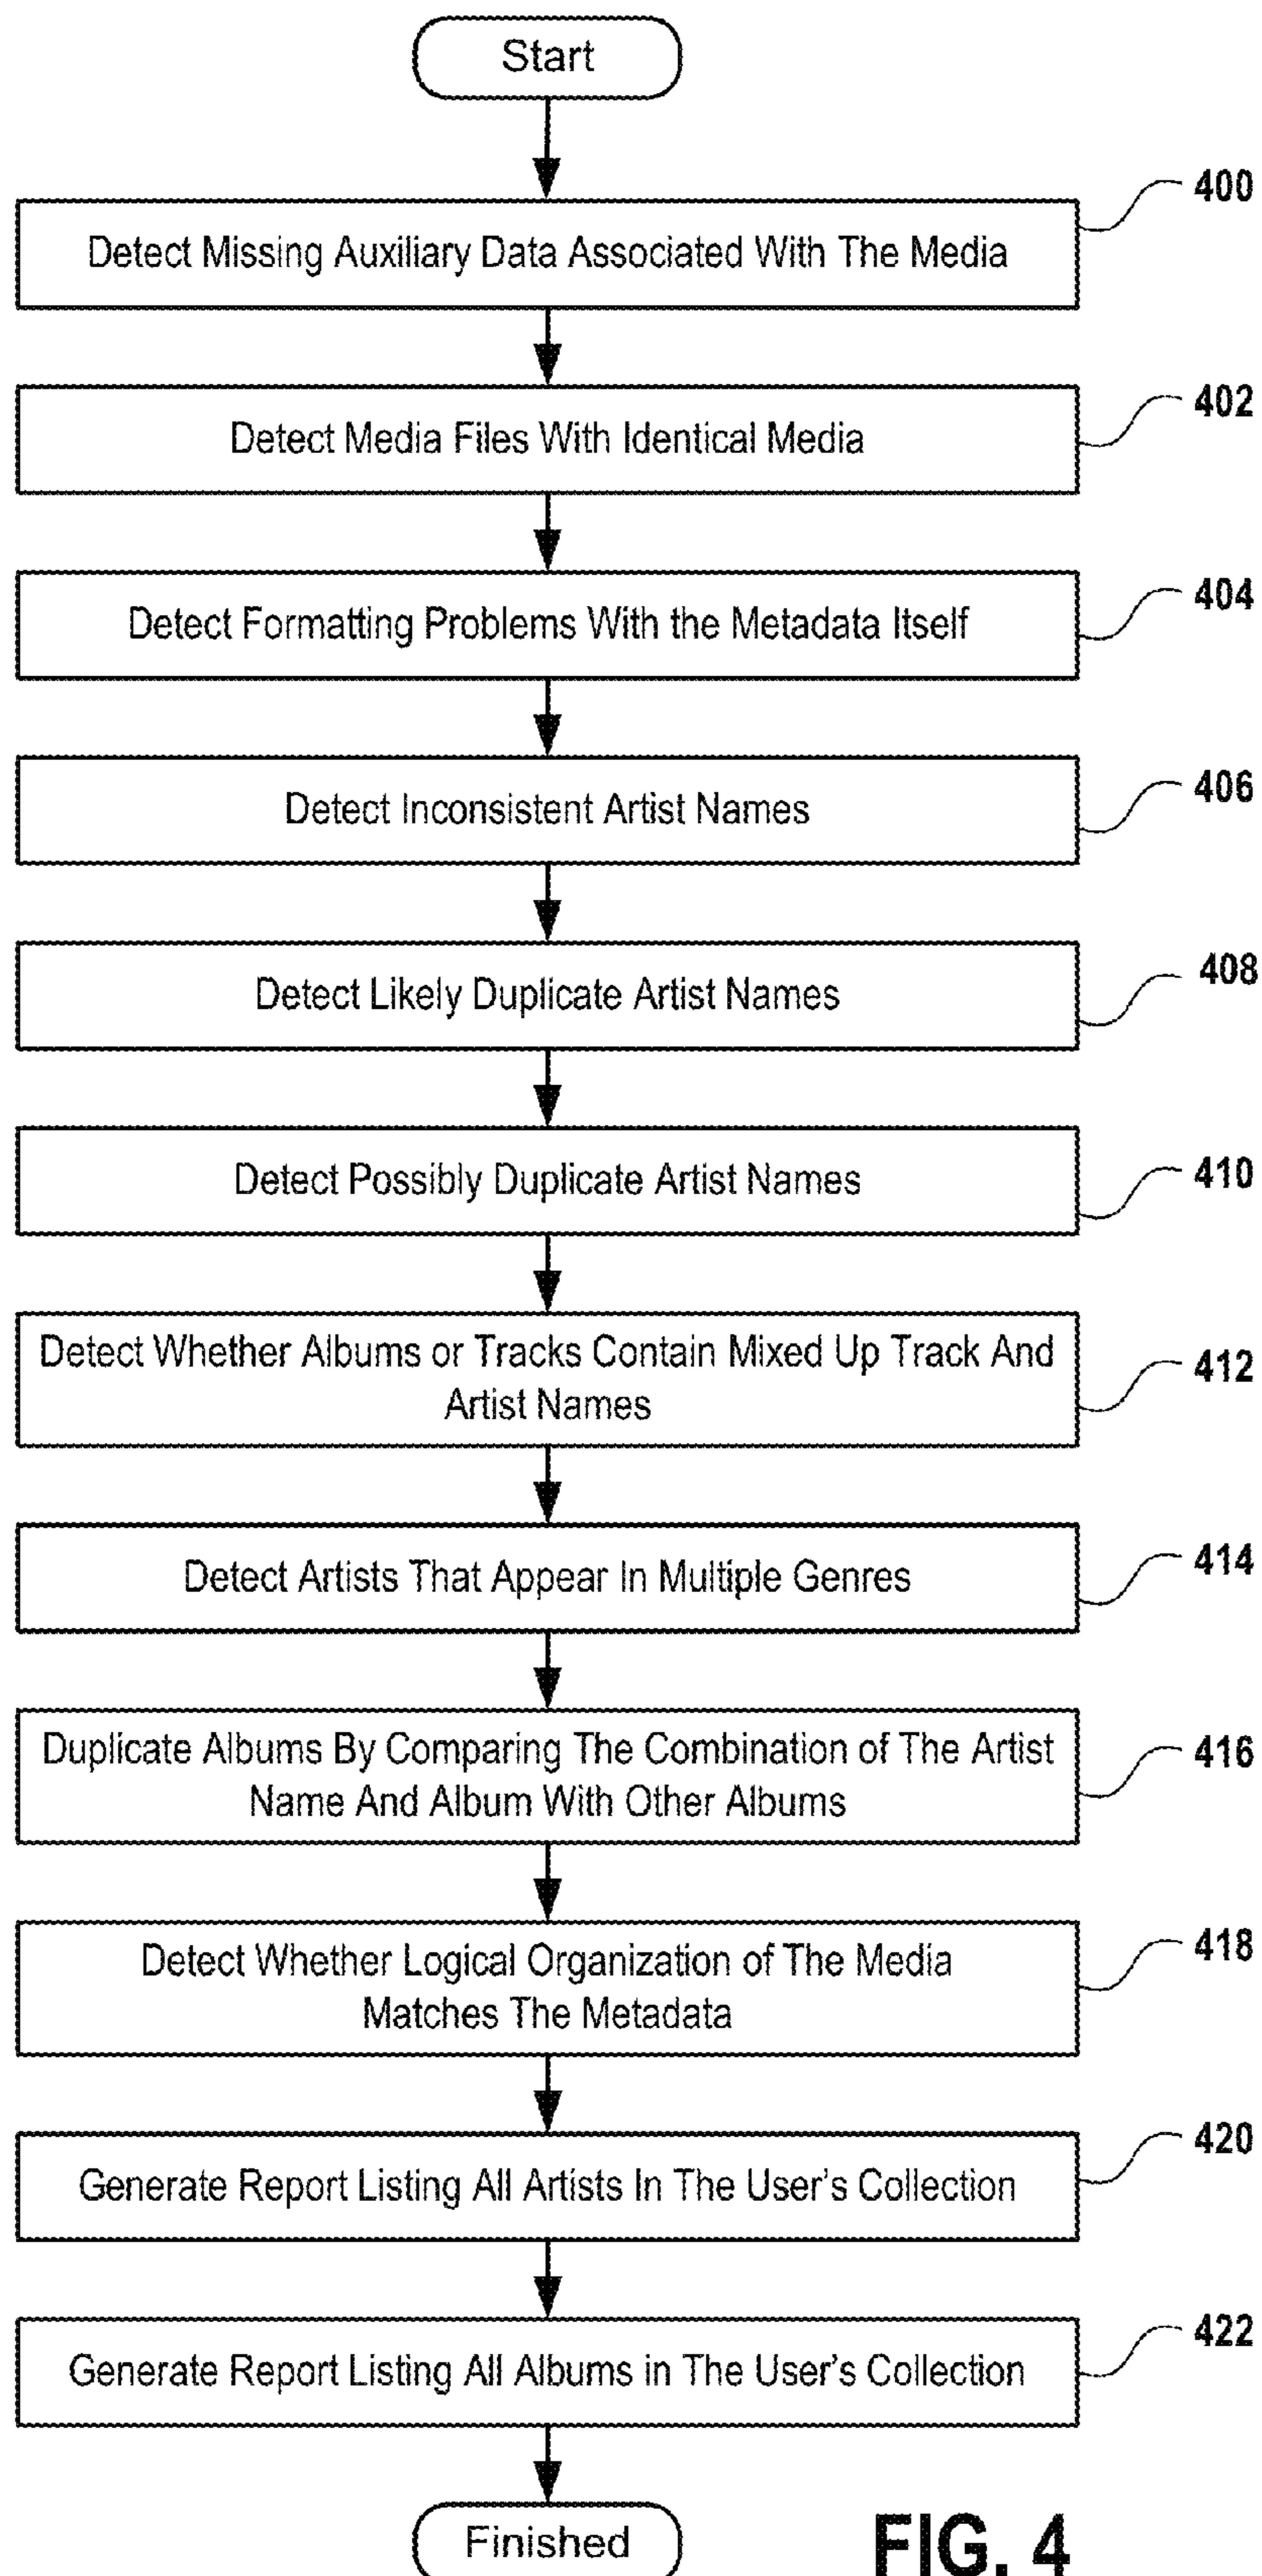 Start
400
Detect Missing Auxiliary Data Associated With The Media
402
Detect Media Files With Identical Media
404
Detect Formatting Problems With the Metadata Itself
406
Detect Inconsistent Artist Names
408
Detect Likely Duplicate Artist Names
410
Detect Possibly Duplicate Artist Names
412
Detect Whether Albums or Tracks Contain Mixed Up Track And
Artist Names
414
Detect Artists That Appear In Multiple Genres
416
Duplicate Albums By Comparing The Combination of The Artist
Name And Album With Other Albums
418
Detect Whether Logical Organization of The Media
Matches The Metadata
420
Generate Report Listing All Artists In The User's Collection
422
Generate Report Listing All Albums in The User's Collection
Finished
FIG. 4